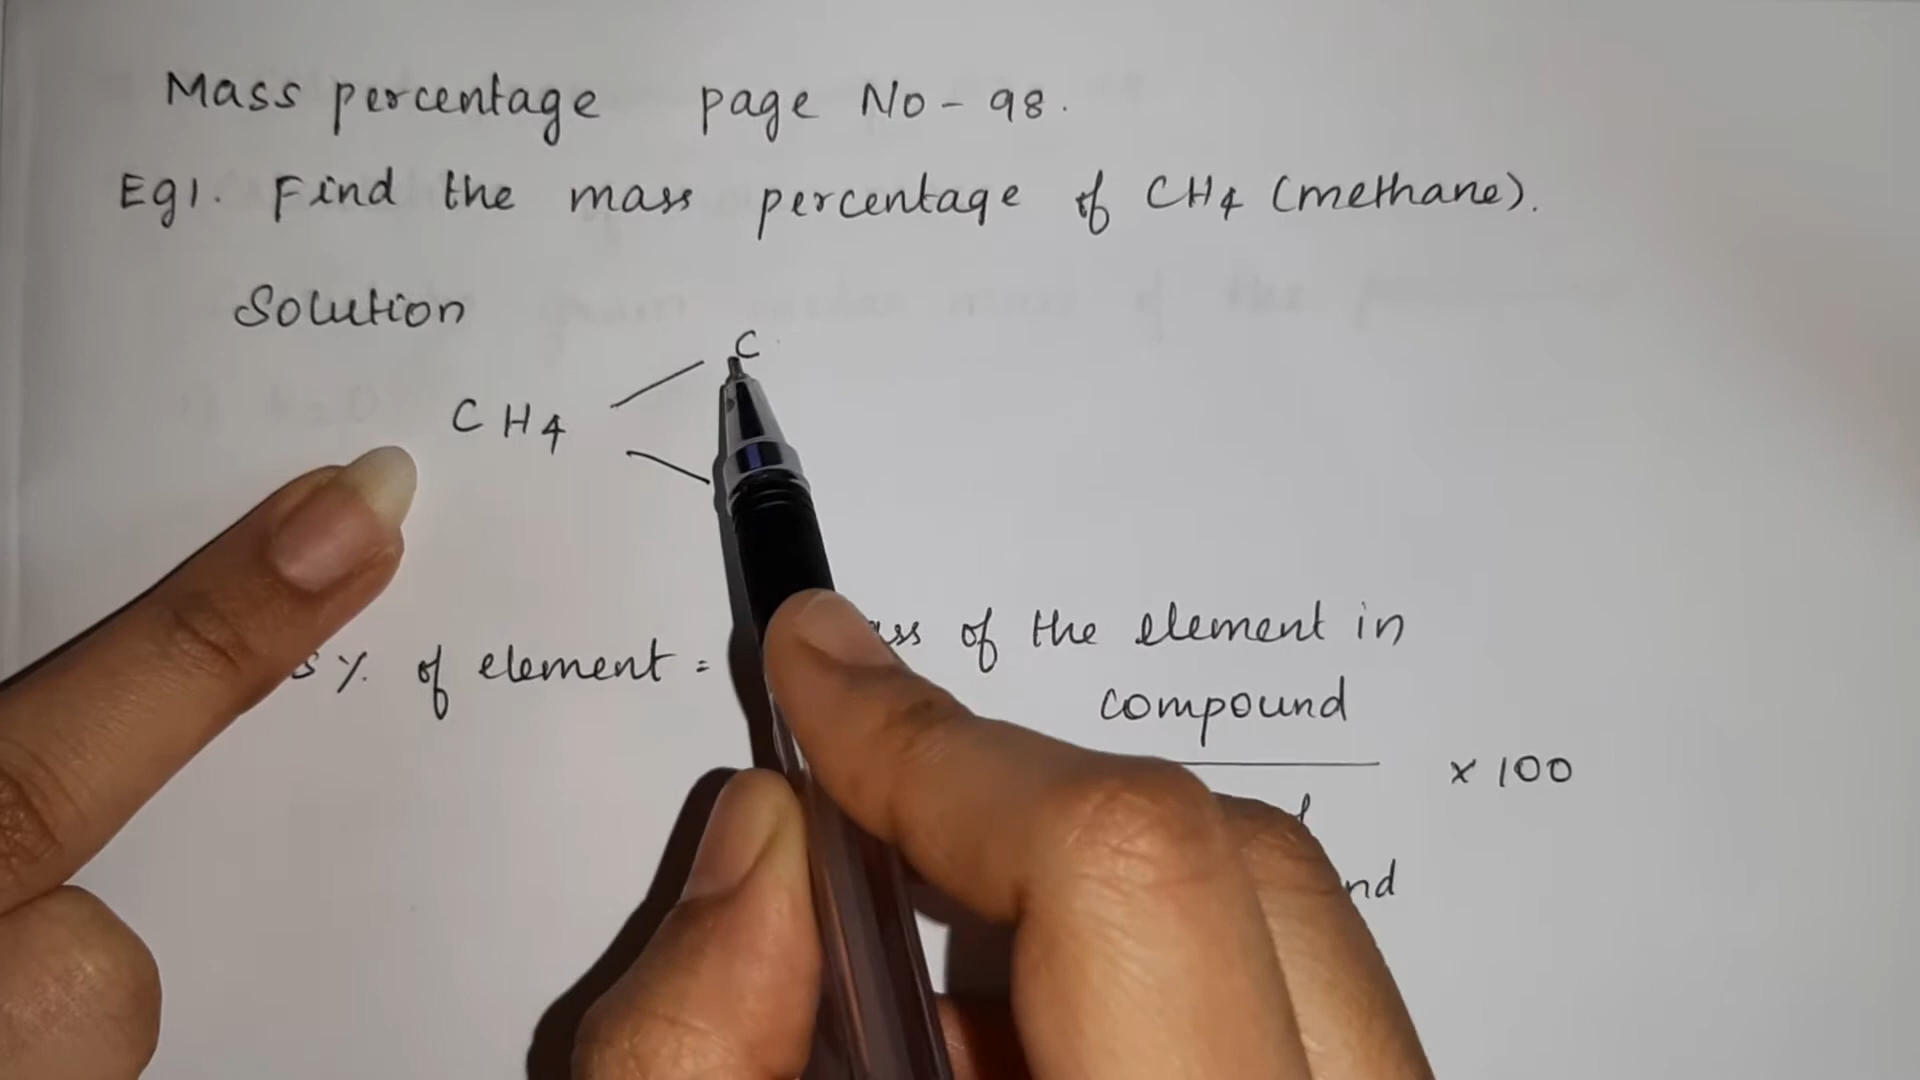 Mass percentage page No - 98.
Eg1. Find the mass percentage of CH4 (methane).
Solution
C
CH4
% of element = of the element in
compound
x 100